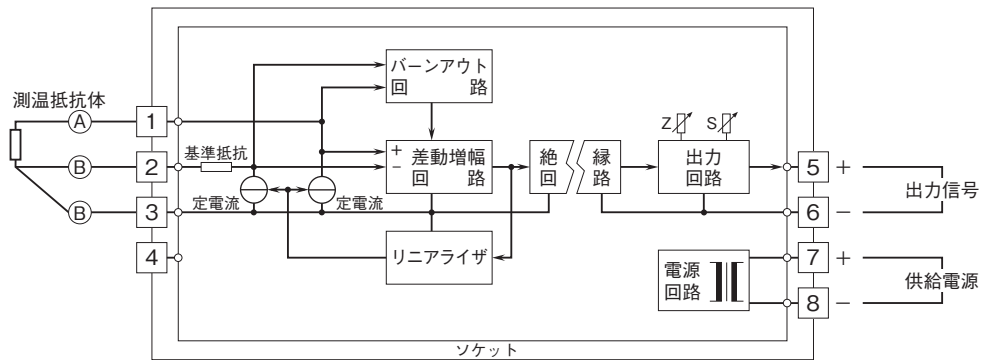 測温抵抗体
A
B
B
1
2
3
4
基準抵抗
定電流
定電流
バーンアウト
回 路
+
-
差動増幅
回 路
リニアライザ
絶 縁
回 路
Z
S
出力
回路
電源
回路
5 +
6 −
出力信号
7 +
8 −
供給電源
ソケット